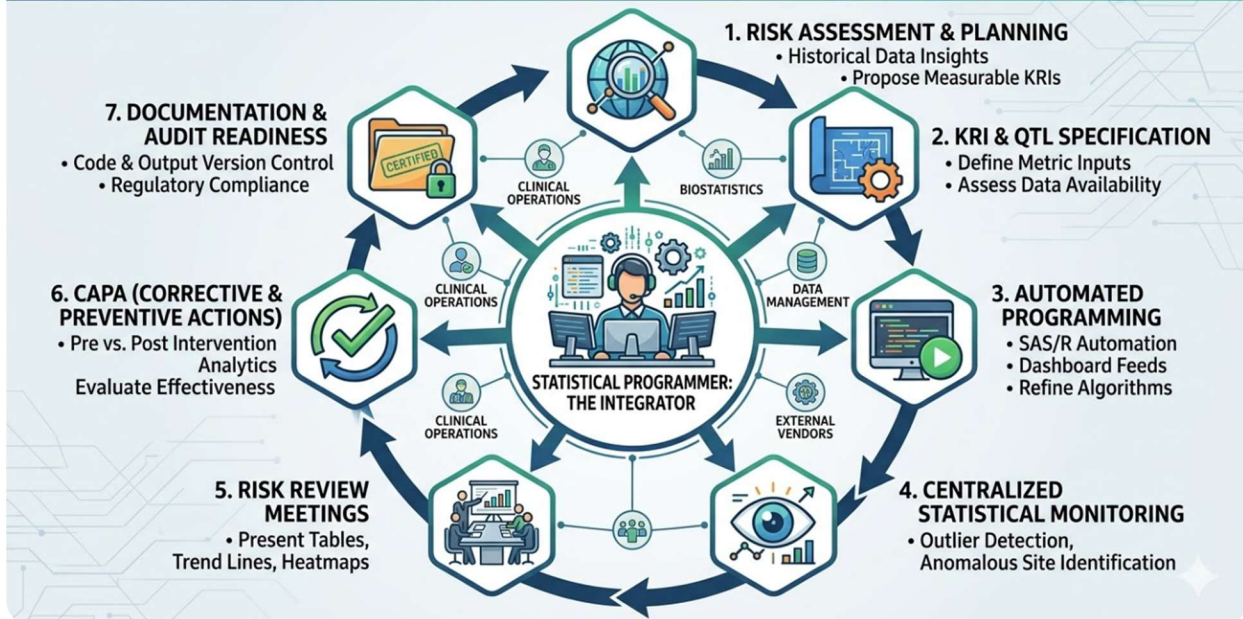 1. RISK ASSESSMENT & PLANNING
• Historical Data Insights
• Propose Measurable KRIs
7. DOCUMENTATION &
AUDIT READINESS
• Code & Output Version Control
• Regulatory Compliance
CERTIFIED
CLINICAL
OPERATIONS
BIOSTATISTICS
2. KRI & QTL SPECIFICATION
• Define Metric Inputs
• Assess Data Availability
CLINICAL
OPERATIONS
DATA
MANAGEMENT
6. CAPA (CORRECTIVE &
PREVENTIVE ACTIONS)
• Pre vs. Post Intervention
Analytics
Evaluate Effectiveness
3. AUTOMATED
PROGRAMMING
• SAS/R Automation
• Dashboard Feeds
• Refine Algorithms
STATISTICAL PROGRAMMER:
THE INTEGRATOR
CLINICAL
OPERATIONS
EXTERNAL
VENDORS
5. RISK REVIEW
MEETINGS
• Present Tables,
Trend Lines, Heatmaps
4. CENTRALIZED
STATISTICAL MONITORING
• Outlier Detection,
Anomalous Site Identification